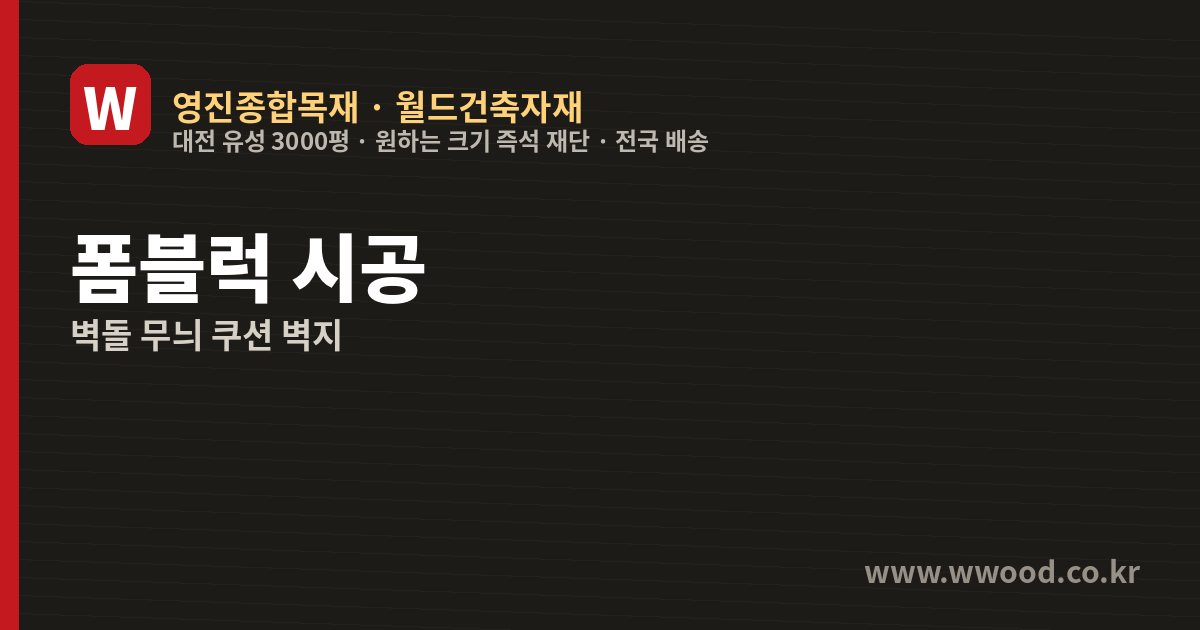 W
영진종합목재 · 월드건축자재
대전 유성 3000평 · 원하는 크기 즉석 재단 · 전국 배송
폼블럭 시공
벽돌 무늬 쿠션 벽지
www.wwood.co.kr